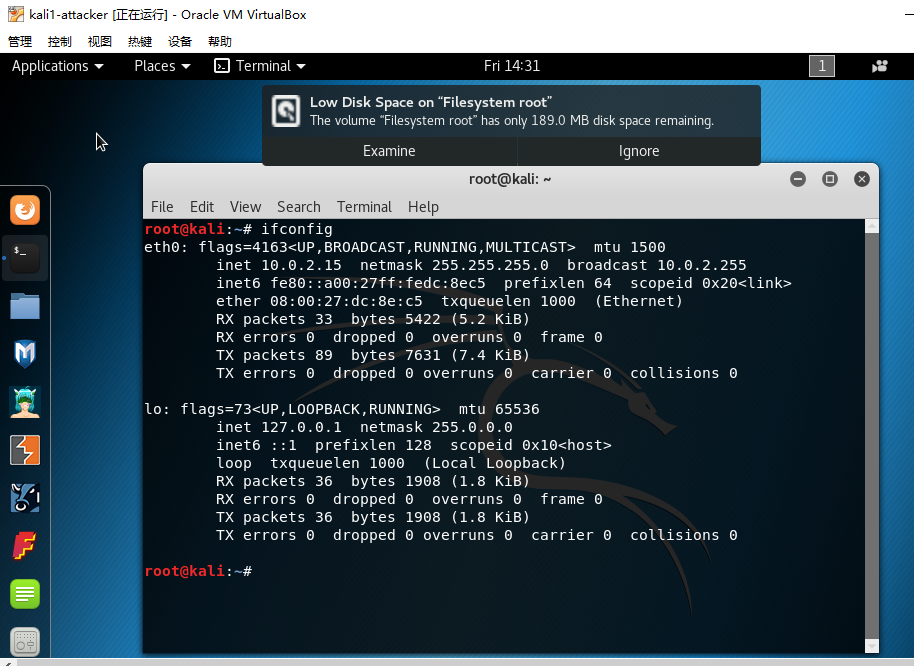 kali1-attacker [正在运行] - Oracle VM VirtualBox
管理 控制 视图 热键 设备 帮助
Applications Places Terminal Fri 14:31 1
Low Disk Space on “Filesystem root”
The volume “Filesystem root” has only 189.0 MB disk space remaining.
Examine Ignore
root@kali: ~
File Edit View Search Terminal Help
root@kali:~# ifconfig
eth0: flags=4163<UP,BROADCAST,RUNNING,MULTICAST>  mtu 1500
        inet 10.0.2.15  netmask 255.255.255.0  broadcast 10.0.2.255
        inet6 fe80::a00:27ff:fedc:8ec5  prefixlen 64  scopeid 0x20<link>
        ether 08:00:27:dc:8e:c5  txqueuelen 1000  (Ethernet)
        RX packets 33  bytes 5422 (5.2 KiB)
        RX errors 0  dropped 0  overruns 0  frame 0
        TX packets 89  bytes 7631 (7.4 KiB)
        TX errors 0  dropped 0 overruns 0  carrier 0  collisions 0
lo: flags=73<UP,LOOPBACK,RUNNING>  mtu 65536
        inet 127.0.0.1  netmask 255.0.0.0
        inet6 ::1  prefixlen 128  scopeid 0x10<host>
        loop  txqueuelen 1000  (Local Loopback)
        RX packets 36  bytes 1908 (1.8 KiB)
        RX errors 0  dropped 0  overruns 0  frame 0
        TX packets 36  bytes 1908 (1.8 KiB)
        TX errors 0  dropped 0 overruns 0  carrier 0  collisions 0
root@kali:~#